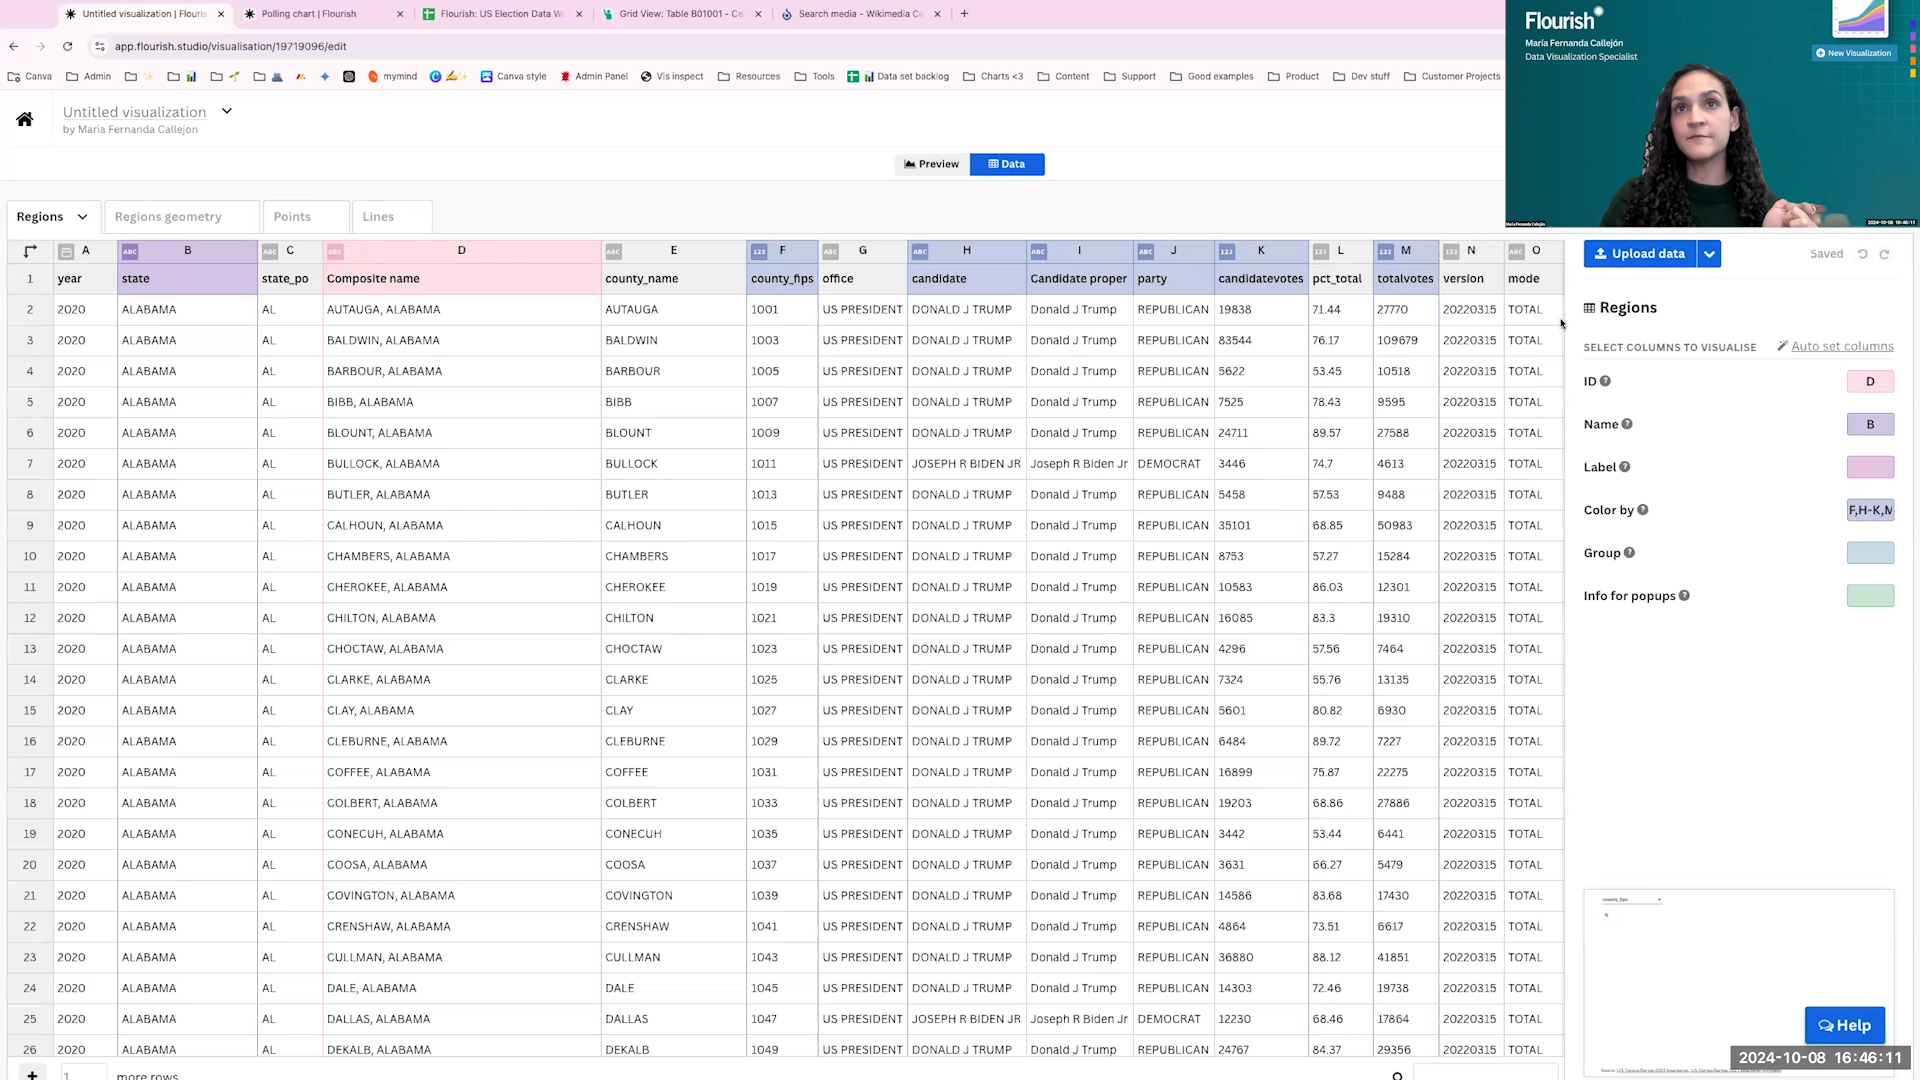 Untitled visualization | Flouris
Polling chart | Flourish
Flourish: US Election Data W
Grid View: Table B01001 - Ce
Search media - Wikimedia C
app.flourish.studio/visualisation/19719096/edit
Canva Admin mymind Canva style Admin Panel Vis inspect Resources Tools Data set backlog Charts <3 Content Support Good examples Product Dev stuff Customer Projects
Flourish
María Fernanda Callejón
Data Visualization Specialist
New Visualization
María Fernanda Callejón
2024-10-08 16:46:11
Untitled visualization
by Maria Fernanda Callejon
Preview Data
Regions Regions geometry Points Lines
A B C D E F G H I J K L M N O
1 year state state_po Composite name county_name county_fips office candidate Candidate proper party candidatevotes pct_total totalvotes version mode
2 2020 ALABAMA AL AUTAUGA, ALABAMA AUTAUGA 1001 US PRESIDENT DONALD J TRUMP Donald J Trump REPUBLICAN 19838 71.44 27770 20220315 TOTAL
3 2020 ALABAMA AL BALDWIN, ALABAMA BALDWIN 1003 US PRESIDENT DONALD J TRUMP Donald J Trump REPUBLICAN 83544 76.17 109679 20220315 TOTAL
4 2020 ALABAMA AL BARBOUR, ALABAMA BARBOUR 1005 US PRESIDENT DONALD J TRUMP Donald J Trump REPUBLICAN 5622 53.45 10518 20220315 TOTAL
5 2020 ALABAMA AL BIBB, ALABAMA BIBB 1007 US PRESIDENT DONALD J TRUMP Donald J Trump REPUBLICAN 7525 78.43 9595 20220315 TOTAL
6 2020 ALABAMA AL BLOUNT, ALABAMA BLOUNT 1009 US PRESIDENT DONALD J TRUMP Donald J Trump REPUBLICAN 24711 89.57 27588 20220315 TOTAL
7 2020 ALABAMA AL BULLOCK, ALABAMA BULLOCK 1011 US PRESIDENT JOSEPH R BIDEN JR Joseph R Biden Jr DEMOCRAT 3446 74.7 4613 20220315 TOTAL
8 2020 ALABAMA AL BUTLER, ALABAMA BUTLER 1013 US PRESIDENT DONALD J TRUMP Donald J Trump REPUBLICAN 5458 57.53 9488 20220315 TOTAL
9 2020 ALABAMA AL CALHOUN, ALABAMA CALHOUN 1015 US PRESIDENT DONALD J TRUMP Donald J Trump REPUBLICAN 35101 68.85 50983 20220315 TOTAL
10 2020 ALABAMA AL CHAMBERS, ALABAMA CHAMBERS 1017 US PRESIDENT DONALD J TRUMP Donald J Trump REPUBLICAN 8753 57.27 15284 20220315 TOTAL
11 2020 ALABAMA AL CHEROKEE, ALABAMA CHEROKEE 1019 US PRESIDENT DONALD J TRUMP Donald J Trump REPUBLICAN 10583 86.03 12301 20220315 TOTAL
12 2020 ALABAMA AL CHILTON, ALABAMA CHILTON 1021 US PRESIDENT DONALD J TRUMP Donald J Trump REPUBLICAN 16085 83.3 19310 20220315 TOTAL
13 2020 ALABAMA AL CHOCTAW, ALABAMA CHOCTAW 1023 US PRESIDENT DONALD J TRUMP Donald J Trump REPUBLICAN 4296 57.56 7464 20220315 TOTAL
14 2020 ALABAMA AL CLARKE, ALABAMA CLARKE 1025 US PRESIDENT DONALD J TRUMP Donald J Trump REPUBLICAN 7324 55.76 13135 20220315 TOTAL
15 2020 ALABAMA AL CLAY, ALABAMA CLAY 1027 US PRESIDENT DONALD J TRUMP Donald J Trump REPUBLICAN 5601 80.82 6930 20220315 TOTAL
16 2020 ALABAMA AL CLEBURNE, ALABAMA CLEBURNE 1029 US PRESIDENT DONALD J TRUMP Donald J Trump REPUBLICAN 6484 89.72 7227 20220315 TOTAL
17 2020 ALABAMA AL COFFEE, ALABAMA COFFEE 1031 US PRESIDENT DONALD J TRUMP Donald J Trump REPUBLICAN 16899 75.87 22275 20220315 TOTAL
18 2020 ALABAMA AL COLBERT, ALABAMA COLBERT 1033 US PRESIDENT DONALD J TRUMP Donald J Trump REPUBLICAN 19203 68.86 27886 20220315 TOTAL
19 2020 ALABAMA AL CONECUH, ALABAMA CONECUH 1035 US PRESIDENT DONALD J TRUMP Donald J Trump REPUBLICAN 3442 53.44 6441 20220315 TOTAL
20 2020 ALABAMA AL COOSA, ALABAMA COOSA 1037 US PRESIDENT DONALD J TRUMP Donald J Trump REPUBLICAN 3631 66.27 5479 20220315 TOTAL
21 2020 ALABAMA AL COVINGTON, ALABAMA COVINGTON 1039 US PRESIDENT DONALD J TRUMP Donald J Trump REPUBLICAN 14586 83.68 17430 20220315 TOTAL
22 2020 ALABAMA AL CRENSHAW, ALABAMA CRENSHAW 1041 US PRESIDENT DONALD J TRUMP Donald J Trump REPUBLICAN 4864 73.51 6617 20220315 TOTAL
23 2020 ALABAMA AL CULLMAN, ALABAMA CULLMAN 1043 US PRESIDENT DONALD J TRUMP Donald J Trump REPUBLICAN 36880 88.12 41851 20220315 TOTAL
24 2020 ALABAMA AL DALE, ALABAMA DALE 1045 US PRESIDENT DONALD J TRUMP Donald J Trump REPUBLICAN 14303 72.46 19738 20220315 TOTAL
25 2020 ALABAMA AL DALLAS, ALABAMA DALLAS 1047 US PRESIDENT JOSEPH R BIDEN JR Joseph R Biden Jr DEMOCRAT 12230 68.46 17864 20220315 TOTAL
26 2020 ALABAMA AL DEKALB, ALABAMA DEKALB 1049 US PRESIDENT DONALD J TRUMP Donald J Trump REPUBLICAN 24767 84.37 29356 20220315 TOTAL
1 more rows
Upload data Saved
Regions
SELECT COLUMNS TO VISUALISE Auto set columns
ID D
Name B
Label
Color by F,H-K,M
Group
Info for popups
county_fips
Help
2024-10-08 16:46:11